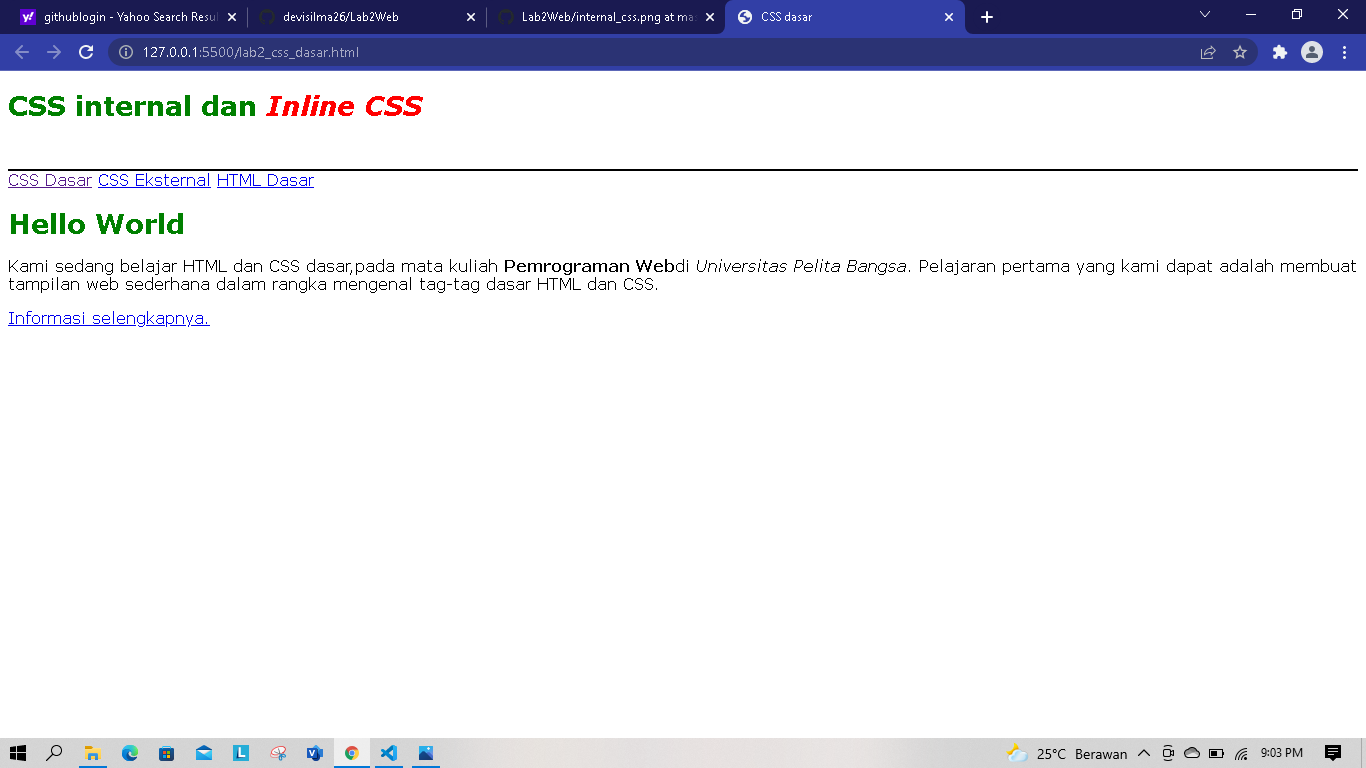 githublogin - Yahoo Search Resul
devisilma26/Lab2Web
Lab2Web/internal_css.png at mas
CSS dasar
127.0.0.1:5500/lab2_css_dasar.html
CSS internal dan Inline CSS
CSS Dasar CSS Eksternal HTML Dasar
Hello World
Kami sedang belajar HTML dan CSS dasar,pada mata kuliah Pemrograman Webdi Universitas Pelita Bangsa. Pelajaran pertama yang kami dapat adalah membuat
tampilan web sederhana dalam rangka mengenal tag-tag dasar HTML dan CSS.
Informasi selengkapnya.
25°C Berawan
9:03 PM